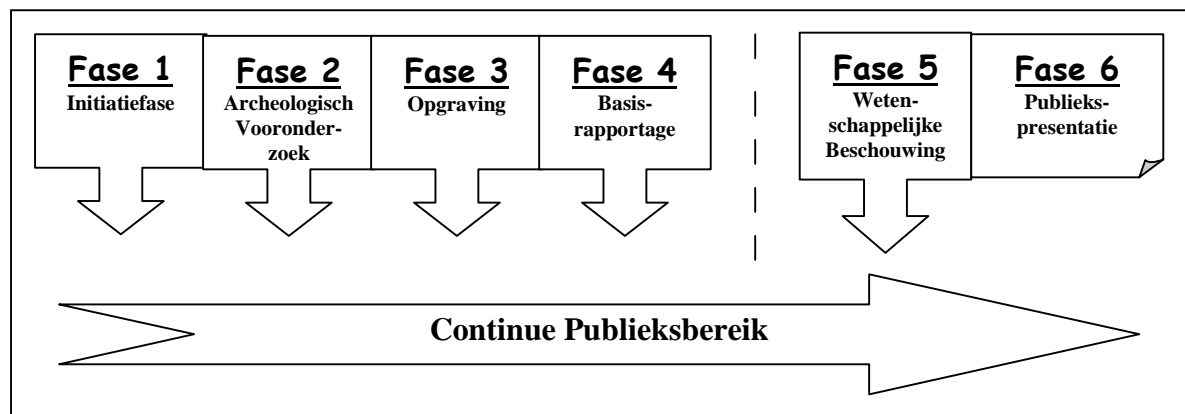 Fase 1
Initiatiefase
Fase 2
Archeologisch
Vooronder-
zoek
Fase 3
Opgraving
Fase 4
Basis-
rapportage
Fase 5
Weten-
schappelijke
Beschouwing
Fase 6
Publieks-
presentatie
Continue Publieksbereik